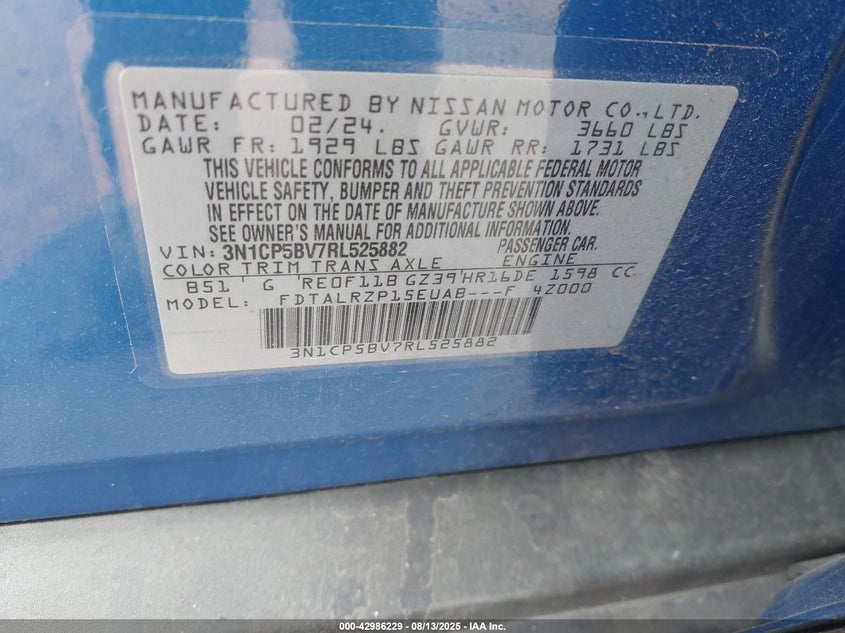 MANUFACTURED BY NISSAN MOTOR CO., LTD.
DATE: 02/24. GVWR: 3660 LBS
GAWR FR: 1929 LBS GAWR RR: 1731 LBS
THIS VEHICLE CONFORMS TO ALL APPLICABLE FEDERAL MOTOR
VEHICLE SAFETY, BUMPER AND THEFT PREVENTION STANDARDS
IN EFFECT ON THE DATE OF MANUFACTURE SHOWN ABOVE.
SEE OWNER'S MANUAL FOR ADDITIONAL INFORMATION.
VIN: 3N1CP5BV7RL525882 PASSENGER CAR.
COLOR TRIM TRANS AXLE ENGINE
B51 G RE0F11B GZ39 HR16DE 1598 CC
MODEL: FDTALRZP15EUAB---F 4Z000
3N1CP5BV7RL525882
000-42986229 - 08/13/2025 - IAA Inc.